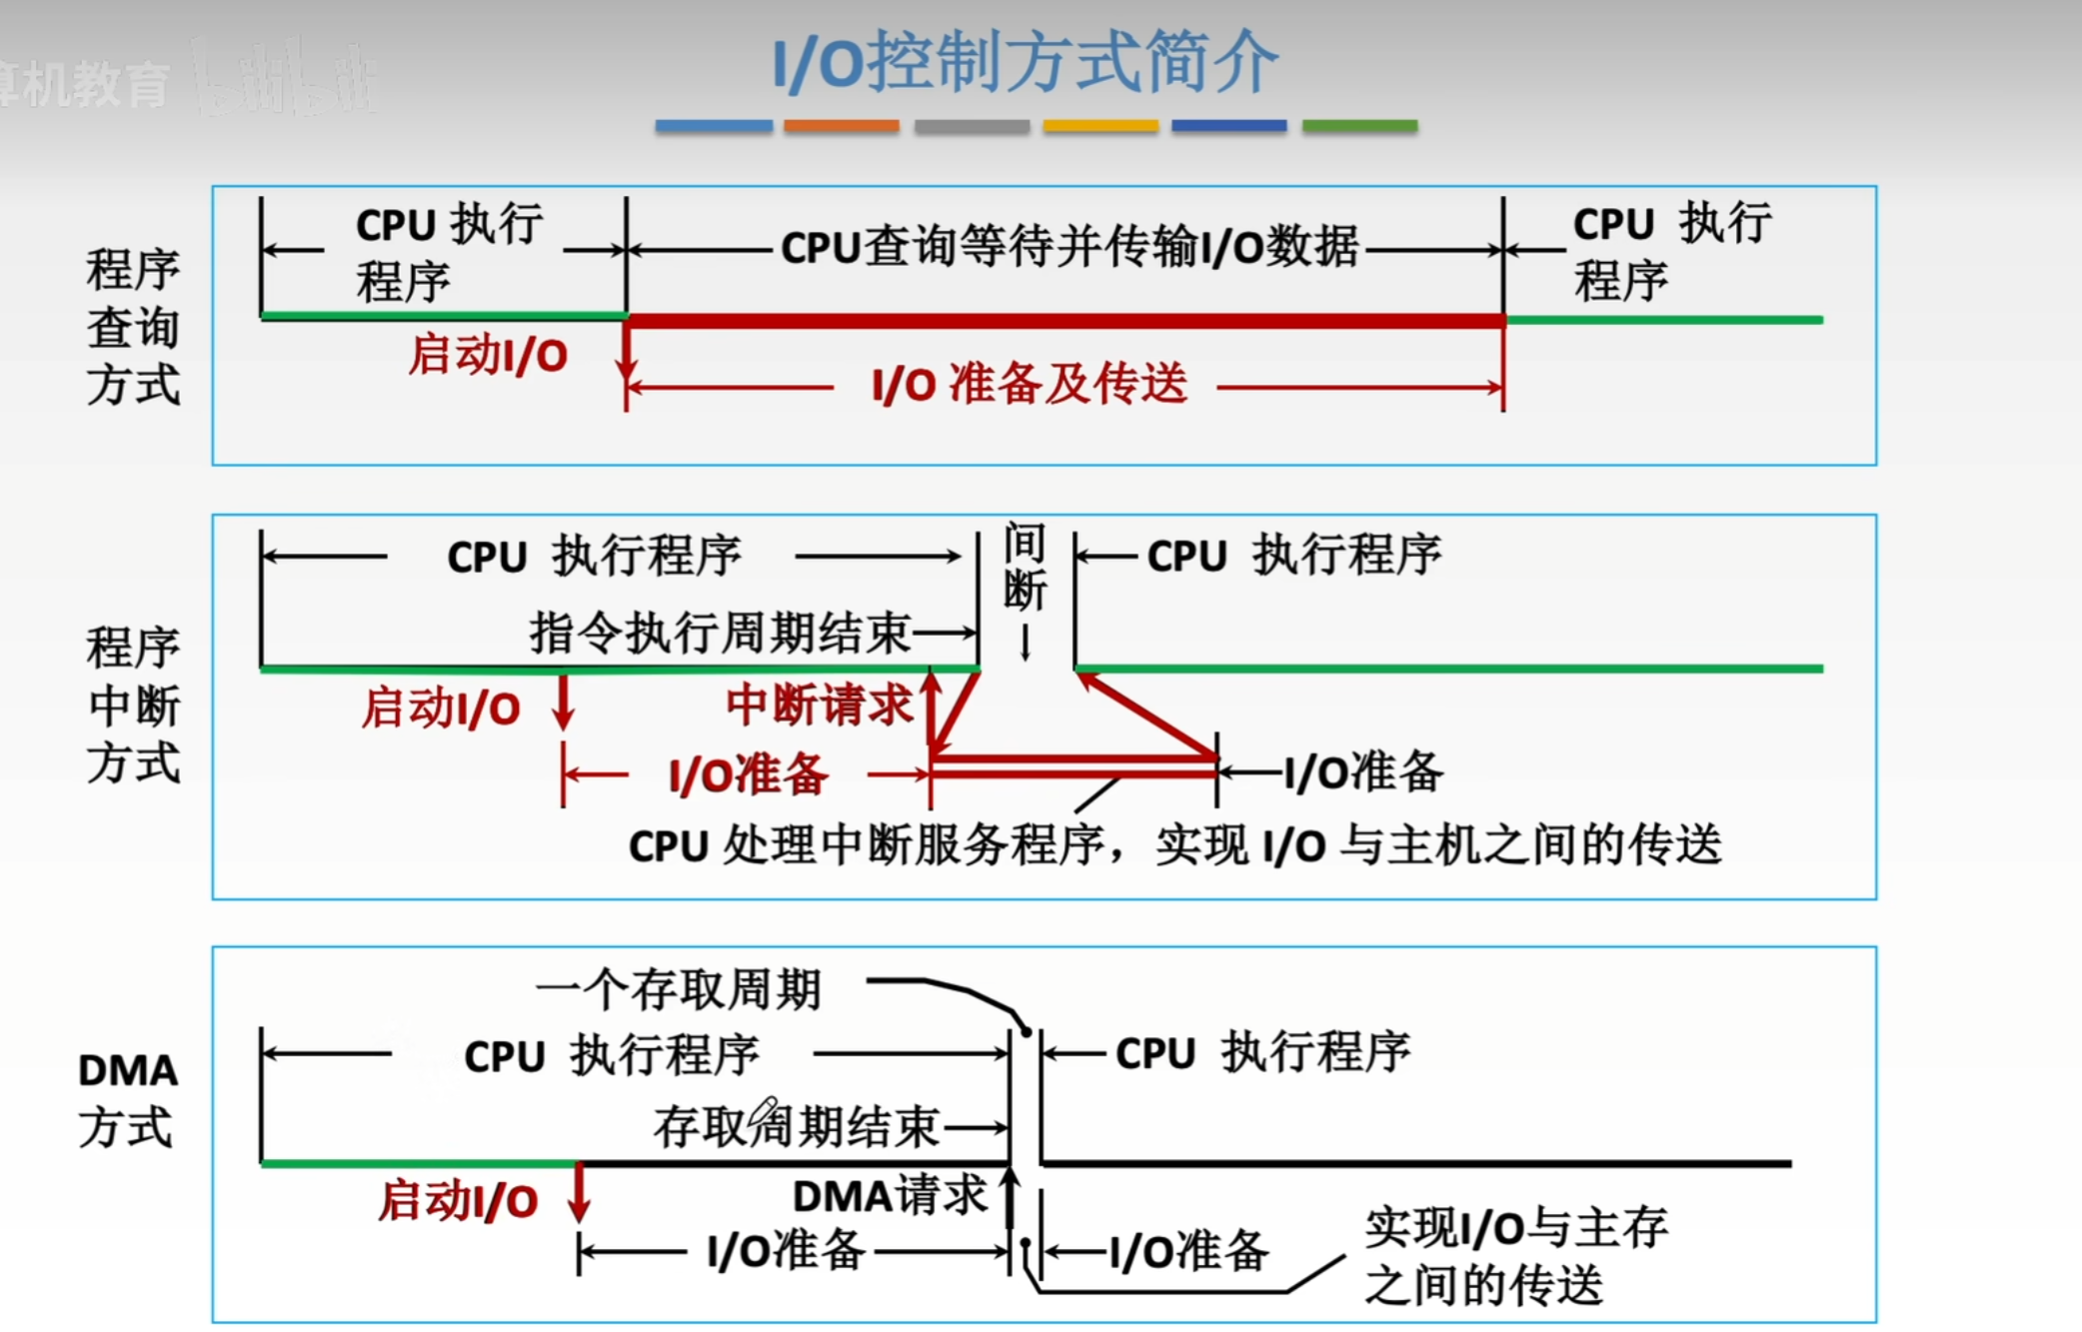 I/O控制方式简介
算机教育 bilibili
程序
查询
方式
CPU 执行
程序
CPU查询等待并传输I/O数据
CPU 执行
程序
启动I/O
I/O 准备及传送
程序
中断
方式
CPU 执行程序
间
断
CPU 执行程序
指令执行周期结束
启动I/O
中断请求
I/O准备
I/O准备
CPU 处理中断服务程序，实现 I/O 与主机之间的传送
DMA
方式
一个存取周期
CPU 执行程序
CPU 执行程序
存取周期结束
启动I/O
DMA请求
I/O准备
I/O准备
实现I/O与主存
之间的传送